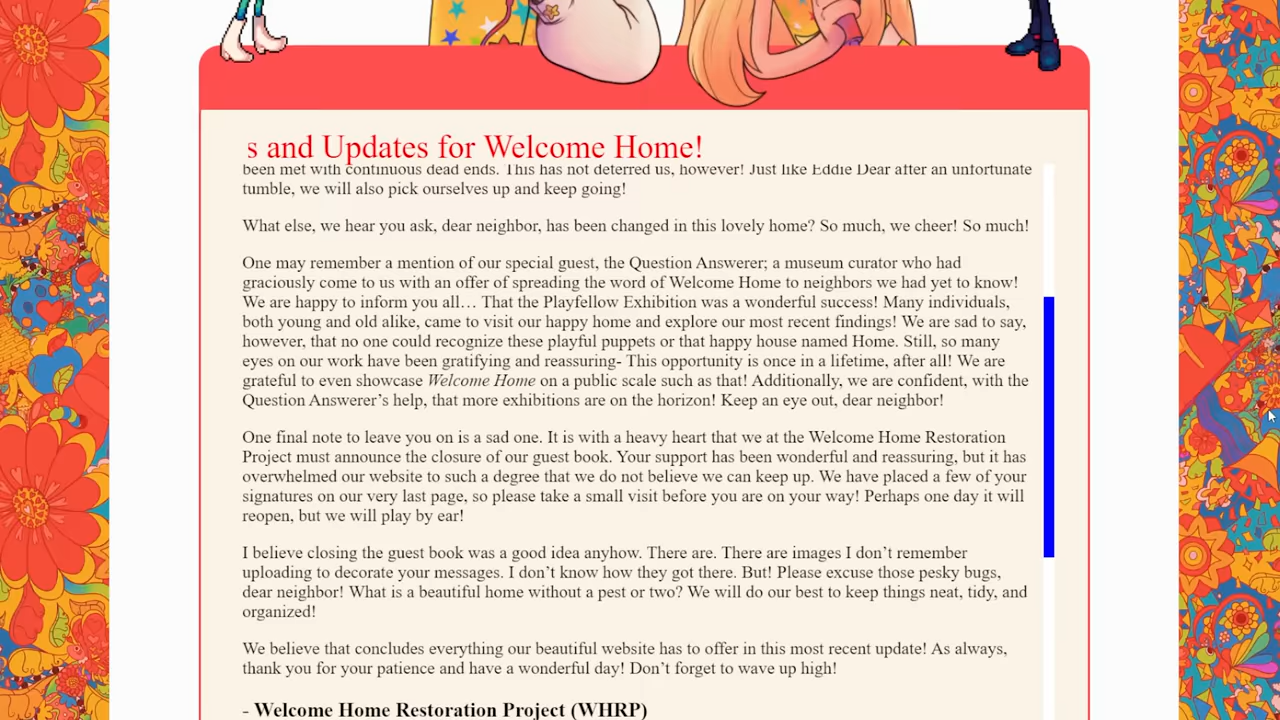 s and Updates for Welcome Home!
been met with continuous dead ends. This has not deterred us, however! Just like Eddie Dear after an unfortunate
tumble, we will also pick ourselves up and keep going!
What else, we hear you ask, dear neighbor, has been changed in this lovely home? So much, we cheer! So much!
One may remember a mention of our special guest, the Question Answerer; a museum curator who had
graciously come to us with an offer of spreading the word of Welcome Home to neighbors we had yet to know!
We are happy to inform you all… That the Playfellow Exhibition was a wonderful success! Many individuals,
both young and old alike, came to visit our happy home and explore our most recent findings! We are sad to say,
however, that no one could recognize these playful puppets or that happy house named Home. Still, so many
eyes on our work have been gratifying and reassuring- This opportunity is once in a lifetime, after all! We are
grateful to even showcase Welcome Home on a public scale such as that! Additionally, we are confident, with the
Question Answerer’s help, that more exhibitions are on the horizon! Keep an eye out, dear neighbor!
One final note to leave you on is a sad one. It is with a heavy heart that we at the Welcome Home Restoration
Project must announce the closure of our guest book. Your support has been wonderful and reassuring, but it has
overwhelmed our website to such a degree that we do not believe we can keep up. We have placed a few of your
signatures on our very last page, so please take a small visit before you are on your way! Perhaps one day it will
reopen, but we will play by ear!
I believe closing the guest book was a good idea anyhow. There are. There are images I don’t remember
uploading to decorate your messages. I don’t know how they got there. But! Please excuse those pesky bugs,
dear neighbor! What is a beautiful home without a pest or two? We will do our best to keep things neat, tidy, and
organized!
We believe that concludes everything our beautiful website has to offer in this most recent update! As always,
thank you for your patience and have a wonderful day! Don’t forget to wave up high!
- Welcome Home Restoration Project (WHRP)